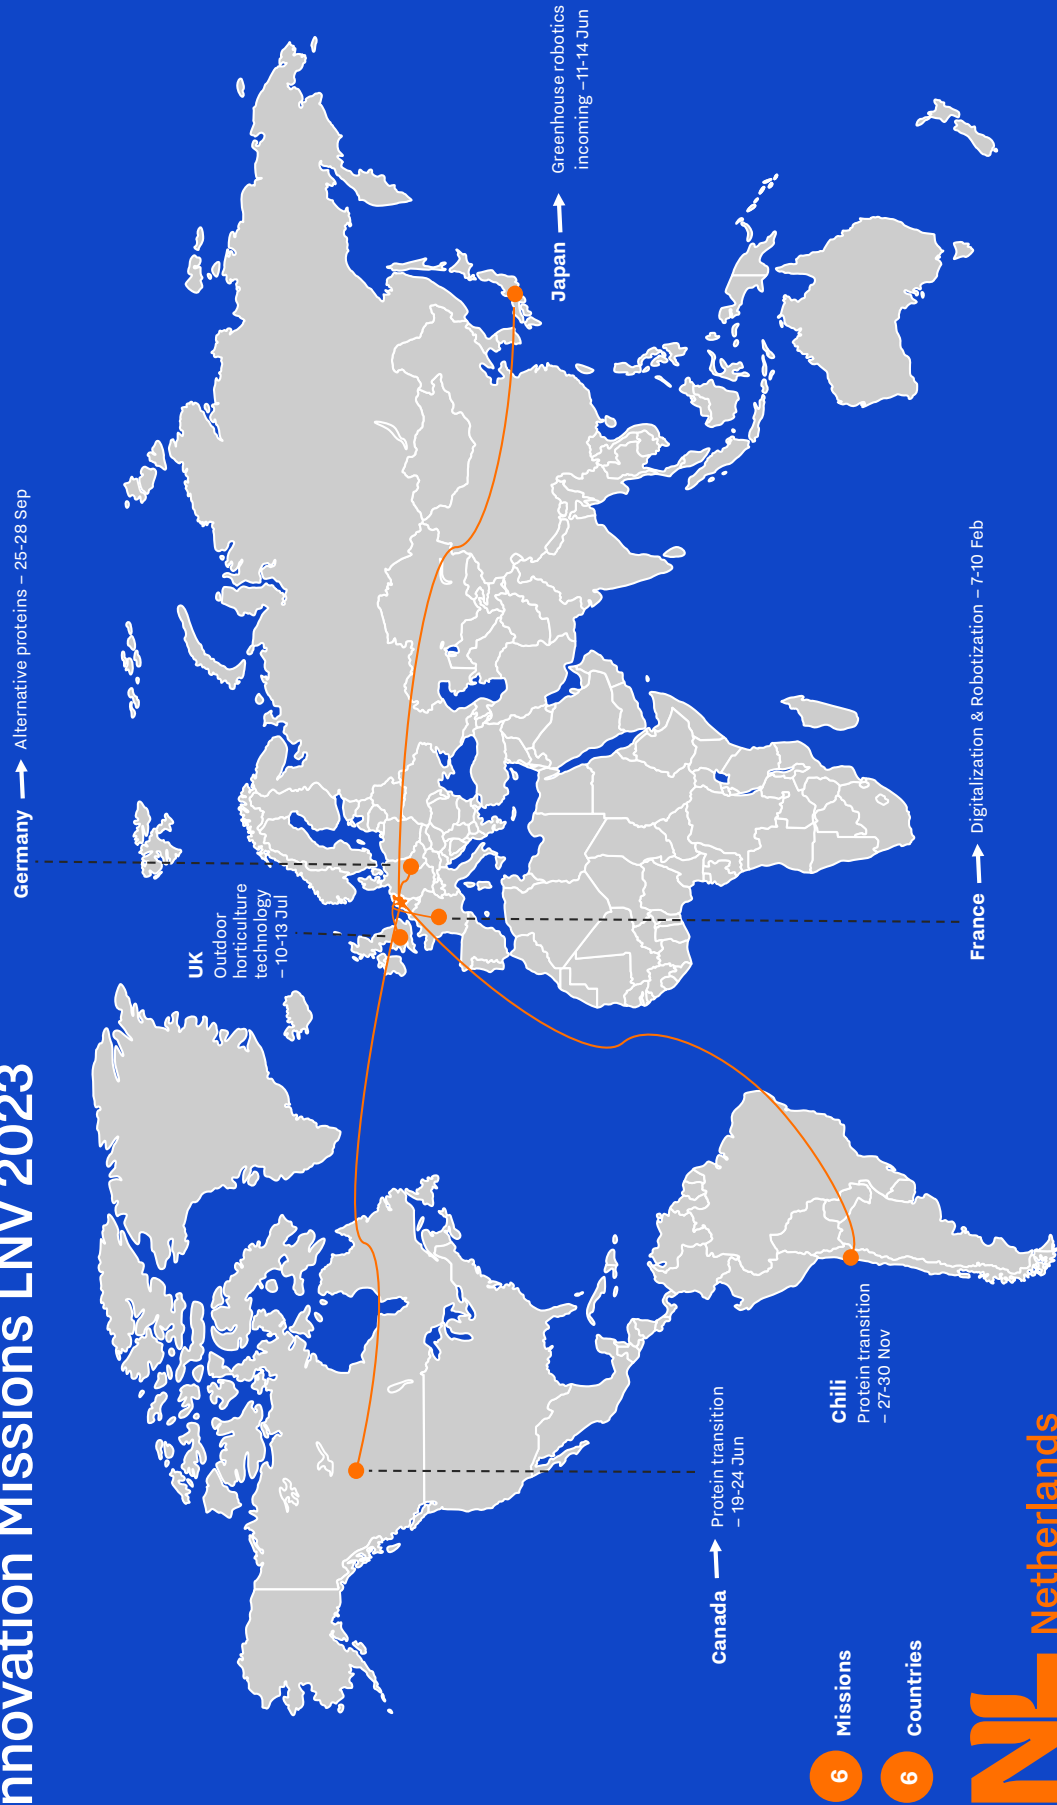 nnovation Missions LNV 2023
Germany
Alternative proteins – 25-28 Sep
UK
Outdoor
horticulture
technology
– 10-13 Jul
Japan
Greenhouse robotics
incoming –11-14 Jun
France
Digitalization & Robotization – 7-10 Feb
Canada
Protein transition
– 19-24 Jun
Chili
Protein transition
– 27-30 Nov
6
Missions
6
Countries
NL
Netherlands